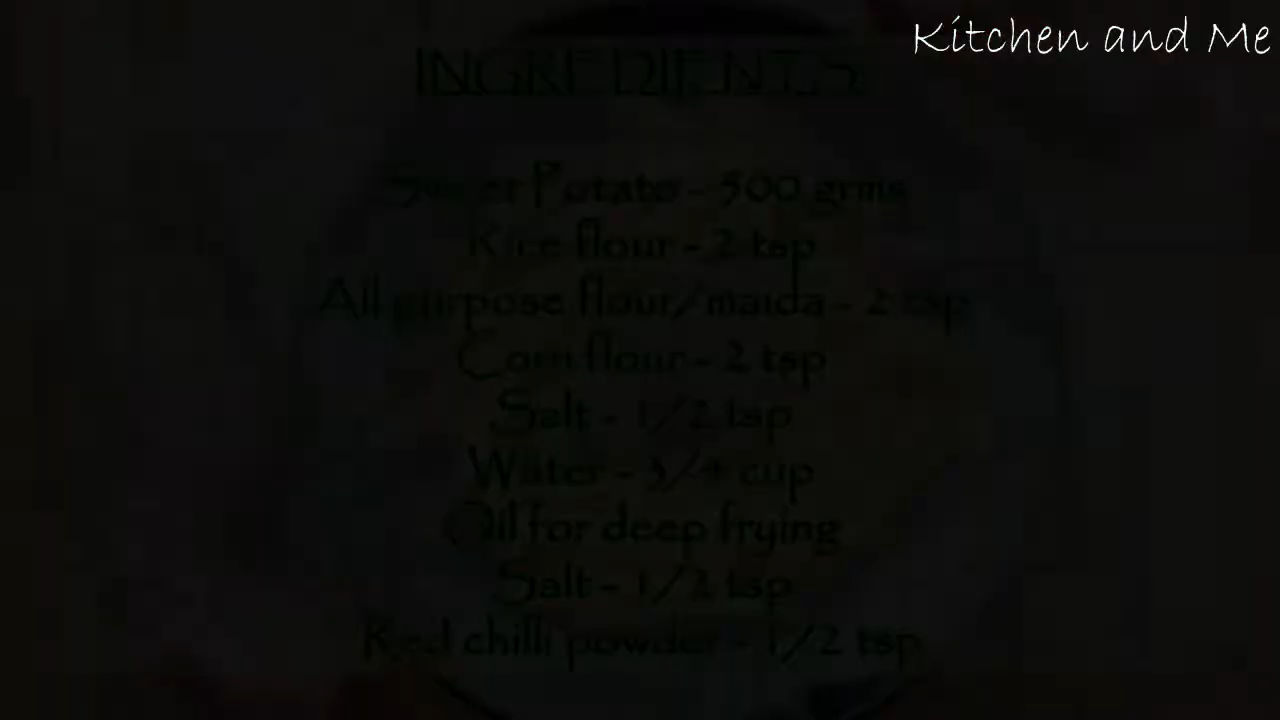 Kitchen and Me
INGREDIENTS
Sweet Potato - 500 grms
Rice flour - 2 tsp
All purpose flour/maida - 2 tsp
Corn flour - 2 tsp
Salt - 1/2 tsp
Water - 3/4 cup
Oil for deep frying
Salt - 1/2 tsp
Red chilli powder - 1/2 tsp